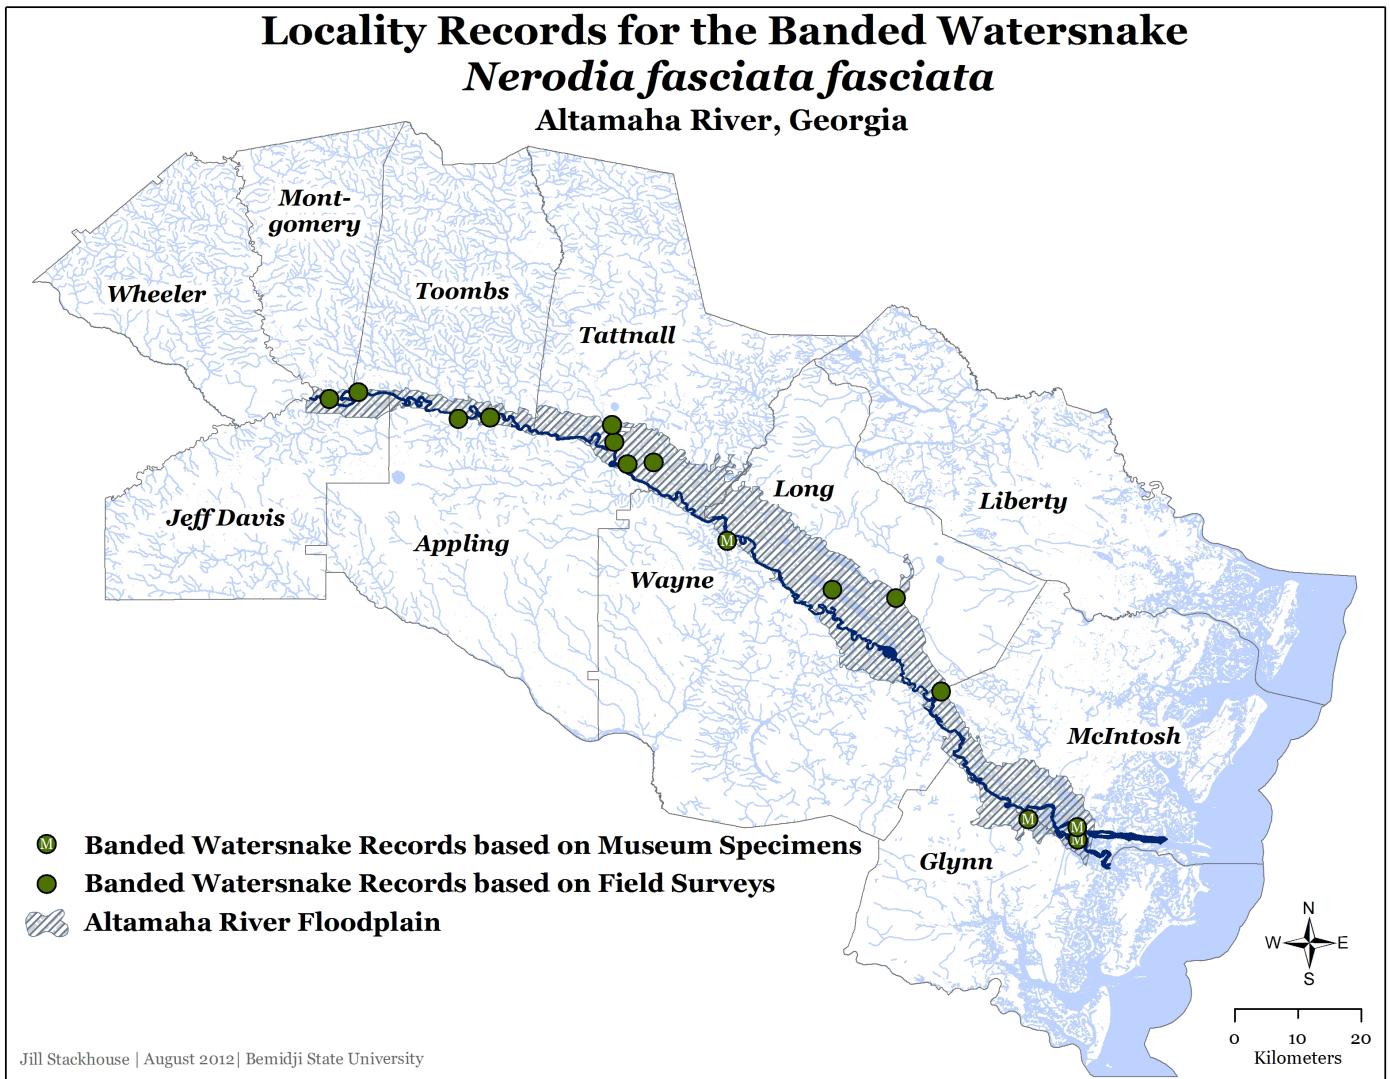 Locality Records for the Banded Watersnake
Nerodia fasciata fasciata
Altamaha River, Georgia
Mont-
gomery
Wheeler
Toombs
Tattnall
Long
Liberty
Jeff Davis
Appling
Wayne
M
McIntosh
M
M
M
Glynn
M Banded Watersnake Records based on Museum Specimens
Banded Watersnake Records based on Field Surveys
Altamaha River Floodplain
N
W E
S
0 10 20
Kilometers
Jill Stackhouse | August 2012| Bemidji State University